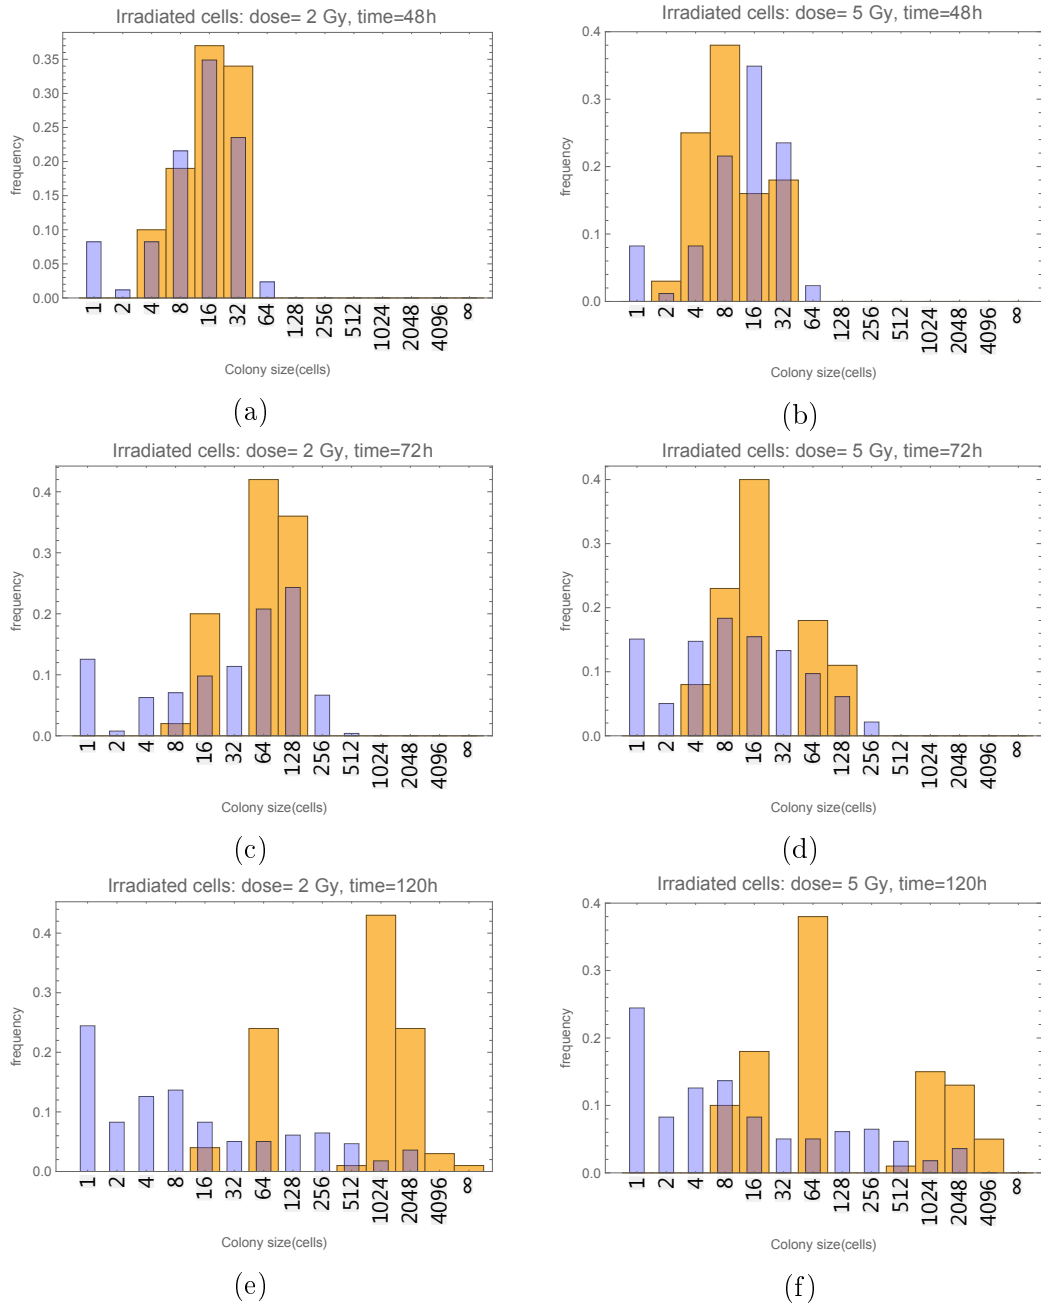 Irradiated cells: dose= 2 Gy, time=48h
frequency
0.35
0.30
0.25
0.20
0.15
0.10
0.05
0.00
1 2 4 8 16 32 64 128 256 512 1024 2048 4096 ∞
Colony size(cells)
(a)
Irradiated cells: dose= 5 Gy, time=48h
frequency
0.4
0.3
0.2
0.1
0.0
1 2 4 8 16 32 64 128 256 512 1024 2048 4096 ∞
Colony size(cells)
(b)
Irradiated cells: dose= 2 Gy, time=72h
frequency
0.4
0.3
0.2
0.1
0.0
1 2 4 8 16 32 64 128 256 512 1024 2048 4096 ∞
Colony size(cells)
(c)
Irradiated cells: dose= 5 Gy, time=72h
frequency
0.4
0.3
0.2
0.1
0.0
1 2 4 8 16 32 64 128 256 512 1024 2048 4096 ∞
Colony size(cells)
(d)
Irradiated cells: dose= 2 Gy, time=120h
frequency
0.4
0.3
0.2
0.1
0.0
1 2 4 8 16 32 64 128 256 512 1024 2048 4096 ∞
Colony size(cells)
(e)
Irradiated cells: dose= 5 Gy, time=120h
frequency
0.4
0.3
0.2
0.1
0.0
1 2 4 8 16 32 64 128 256 512 1024 2048 4096 ∞
Colony size(cells)
(f)